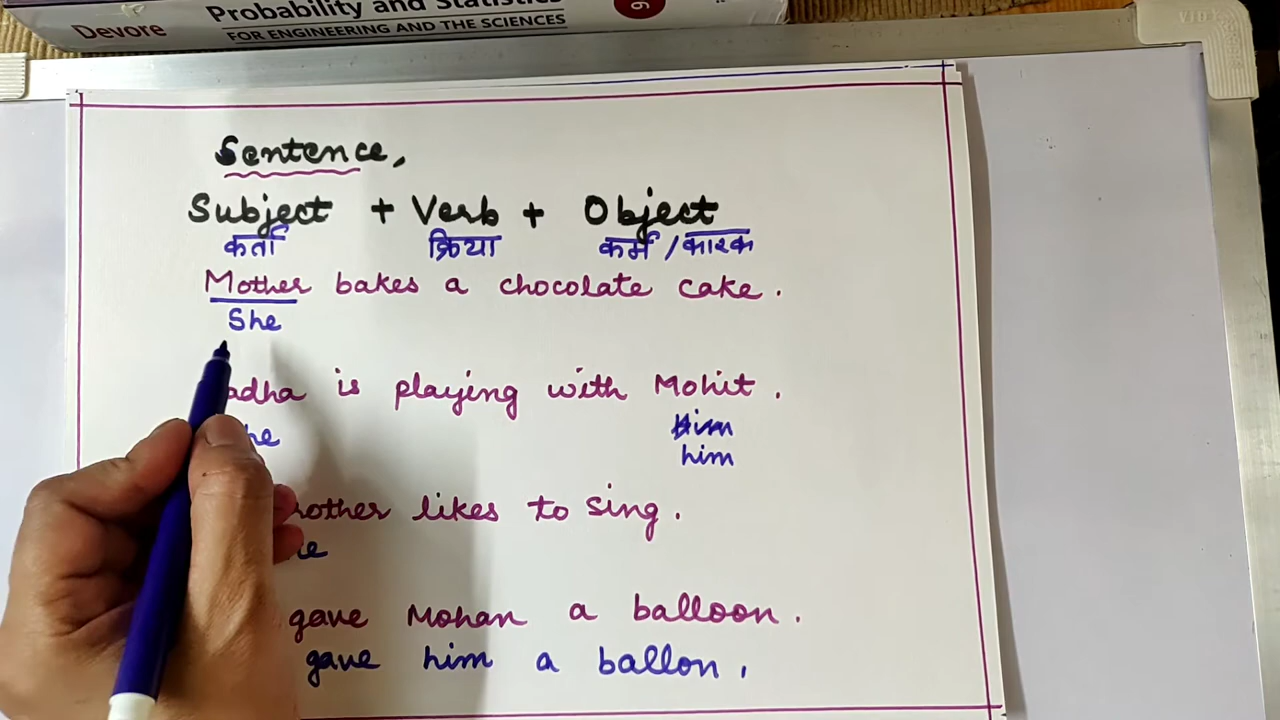 Devore Probability and Statistics
FOR ENGINEERING AND THE SCIENCES
9
Sentence,
Subject + Verb + Object
कर्ता क्रिया कर्म / कारक
Mother bakes a chocolate cake.
She
is playing with Mohit.
him
likes to sing.
gave Mohan a balloon.
gave him a ballon.